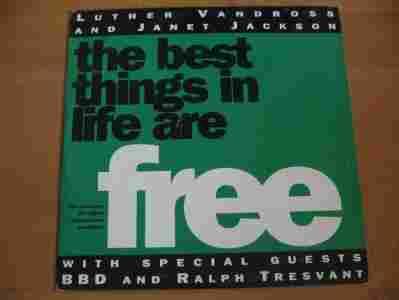 LUTHER VANDROSS
AND JANET JACKSON
the best
things in
life are
free
WITH SPECIAL GUESTS
BBD AND RALPH TRESVANT